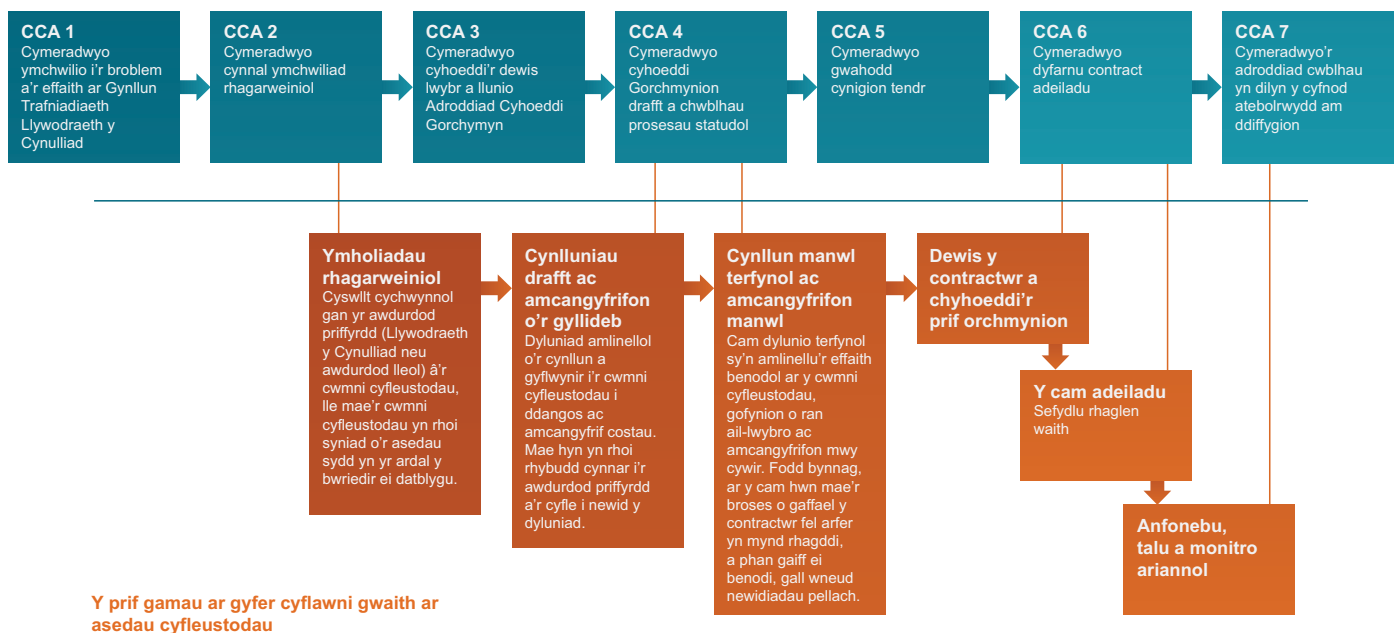 CCA 1
Cymeradwyo
ymchwilio i'r broblem
a'r effaith ar Gynllun
Trafnidiaeth
Llywodraeth y
Cynulliad
CCA 2
Cymeradwyo
cynnal ymchwiliad
rhagarweiniol
CCA 3
Cymeradwyo
cyhoeddi'r dewis
lwybr a llunio
Adroddiad Cyhoeddi
Gorchymyn
CCA 4
Cymeradwyo
cyhoeddi
Gorchmynion
drafft a chwblhau
prosesau statudol
CCA 5
Cymeradwyo
gwahodd
cynigion tendr
CCA 6
Cymeradwyo
dyfarnu contract
adeiladu
CCA 7
Cymeradwyo'r
adroddiad cwblhau
yn dilyn y cyfnod
atebolrwydd am
ddiffygion
Ymholiadau
rhagarweiniol
Cyswllt cychwynnol
gan yr awdurdod
priffyrdd (Llywodraeth
y Cynulliad neu
awdurdod lleol) â'r
cwmni cyfleustodau,
lle mae'r cwmni
cyfleustodau yn rhoi
syniad o'r asedau
sydd yn yr ardal y
bwriedir ei datblygu.
Cynlluniau
drafft ac
amcangyfrifon
o'r gyllideb
Dyluniad amlinellol
o'r cynllun a
gyflwynir i'r cwmni
cyfleustodau i
ddangos ac
amcangyfrif costau.
Mae hyn yn rhoi
rhybudd cynnar i'r
awdurdod priffyrdd
a'r cyfle i newid y
dyluniad.
Cynllun manwl
terfynol ac
amcangyfrifon
manwl
Cam dylunio terfynol
sy'n amlinellu'r effaith
benodol ar y cwmni
cyfleustodau,
gofynion o ran
ail-lwybro ac
amcangyfrifon mwy
cywir. Fodd bynnag,
ar y cam hwn mae'r
broses o gaffael y
contractwr fel arfer
yn mynd rhagddi,
a phan gaiff ei
benodi, gall wneud
newidiadau pellach.
Dewis y
contractwr a
chyhoeddi'r
prif orchmynion
Y cam adeiladu
Sefydlu rhaglen
waith
Anfonebu,
talu a monitro
ariannol
Y prif gamau ar gyfer cyflawni gwaith ar
asedau cyfleustodau